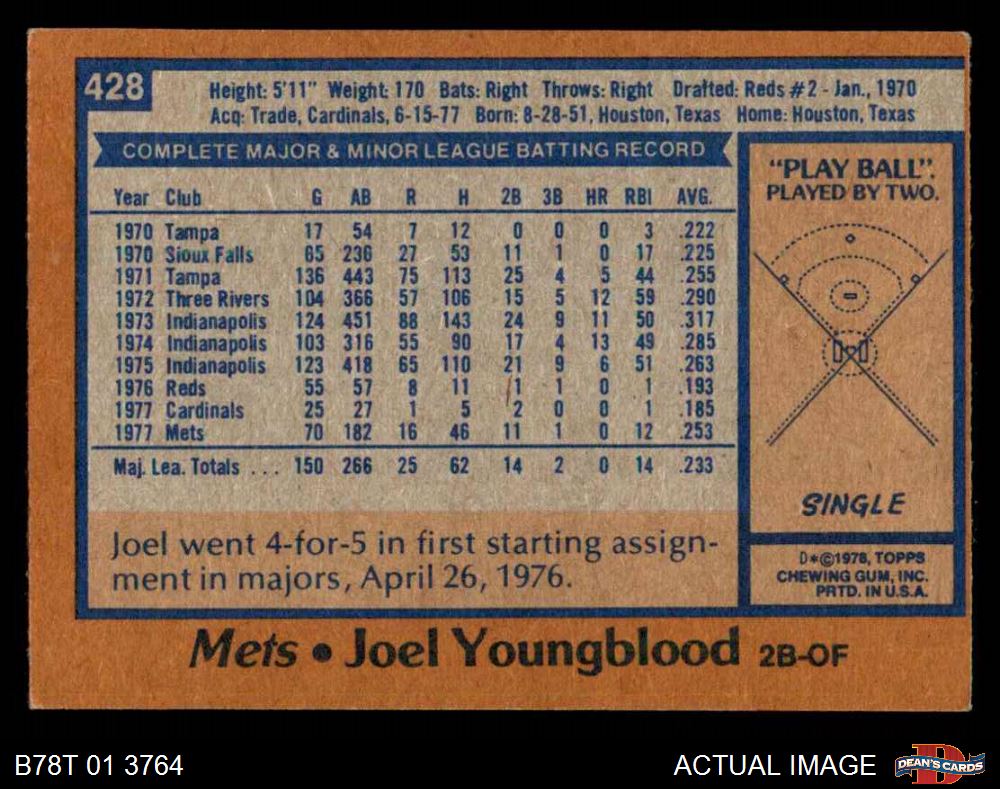 428
Height: 5'11" Weight: 170 Bats: Right Throws: Right Drafted: Reds #2 - Jan., 1970
Acq: Trade, Cardinals, 6-15-77 Born: 8-28-51, Houston, Texas Home: Houston, Texas
COMPLETE MAJOR & MINOR LEAGUE BATTING RECORD
Year Club G AB R H 2B 3B HR RBI AVG.
1970 Tampa 17 54 7 12 0 0 0 3 .222
1970 Sioux Falls 65 236 27 53 11 1 0 17 .225
1971 Tampa 136 443 75 113 25 4 5 44 .255
1972 Three Rivers 104 366 57 106 15 5 12 59 .290
1973 Indianapolis 124 451 88 143 24 9 11 50 .317
1974 Indianapolis 103 316 55 90 17 4 13 49 .285
1975 Indianapolis 123 418 65 110 21 9 6 51 .263
1976 Reds 55 57 8 11 1 1 0 1 .193
1977 Cardinals 25 27 1 5 2 0 0 1 .185
1977 Mets 70 182 16 46 11 1 0 12 .253
Maj. Lea. Totals ... 150 266 25 62 14 2 0 14 .233
Joel went 4-for-5 in first starting assign-
ment in majors, April 26, 1976.
"PLAY BALL".
PLAYED BY TWO.
SINGLE
D*©1978, TOPPS
CHEWING GUM, INC.
PRTD. IN U.S.A.
Mets • Joel Youngblood 2B-OF
B78T 01 3764
ACTUAL IMAGE
D
DEAN'S CARDS